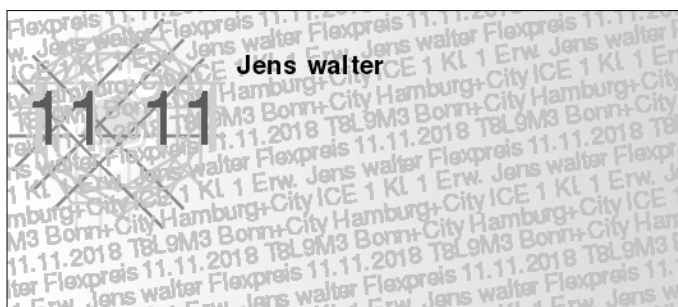 Jens walter
11 11
Flexpreis 11.11.2018 T8L9M3 Bonn+City Hamburg+City ICE 1 Kl. 1 Erw. Jens walter